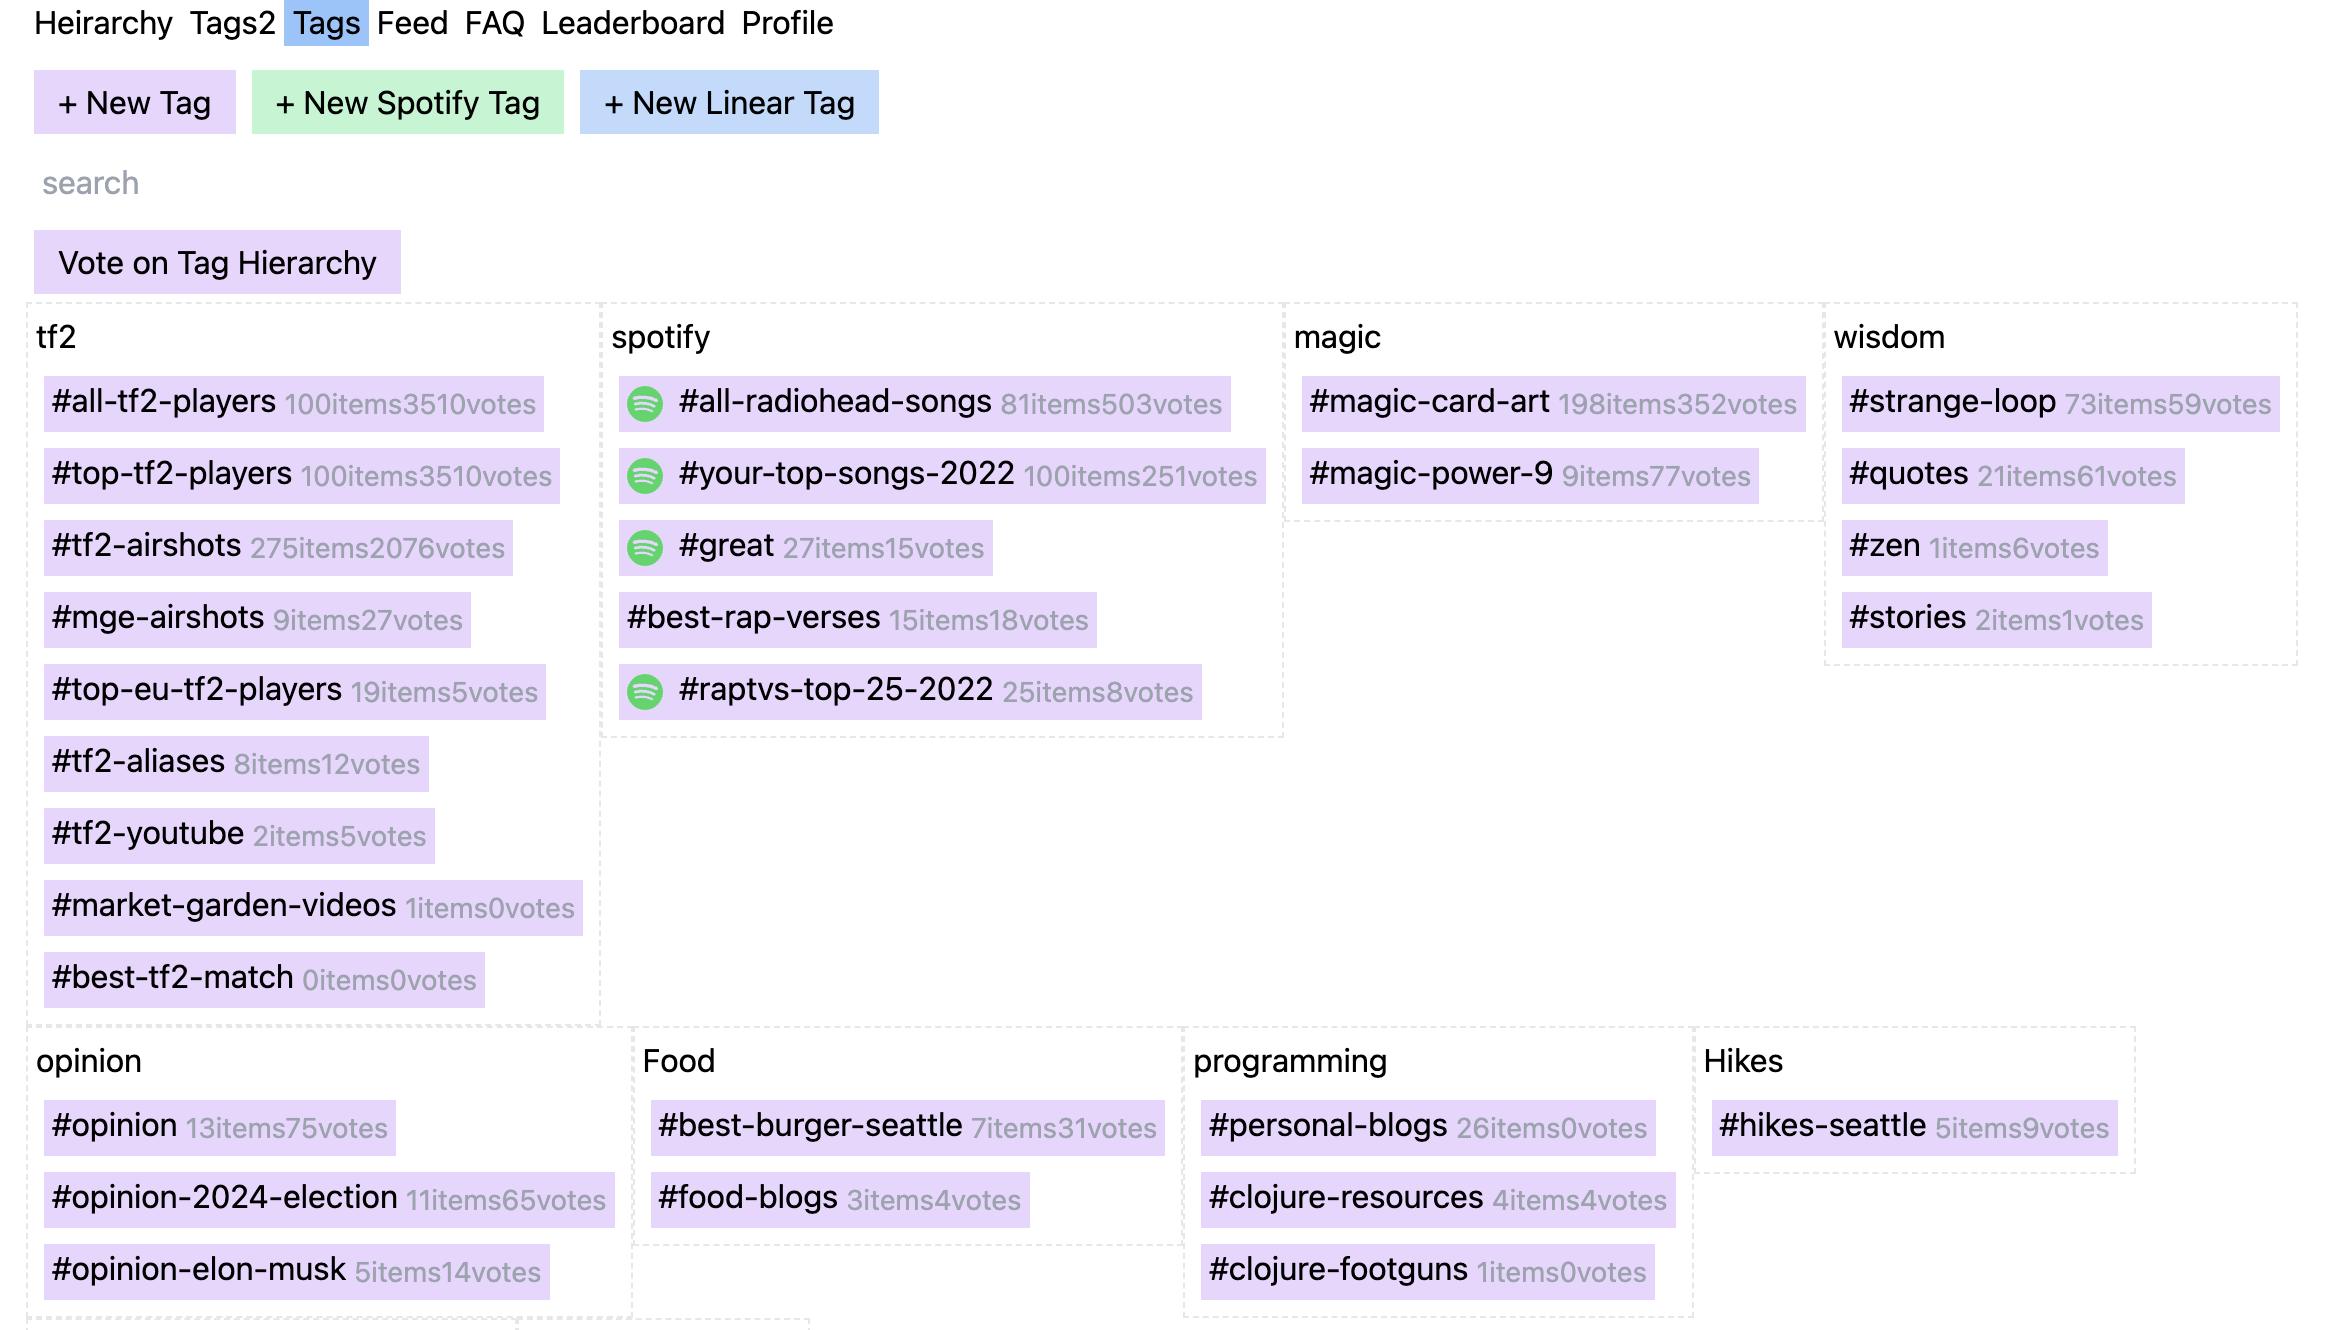 Heirarchy Tags2 Tags Feed FAQ Leaderboard Profile
+ New Tag + New Spotify Tag + New Linear Tag
search
Vote on Tag Hierarchy
tf2
#all-tf2-players 100items3510votes
#top-tf2-players 100items3510votes
#tf2-airshots 275items2076votes
#mge-airshots 9items27votes
#top-eu-tf2-players 19items5votes
#tf2-aliases 8items12votes
#tf2-youtube 2items5votes
#market-garden-videos 1items0votes
#best-tf2-match 0items0votes
spotify
#all-radiohead-songs 81items503votes
#your-top-songs-2022 100items251votes
#great 27items15votes
#best-rap-verses 15items18votes
#raptvs-top-25-2022 25items8votes
magic
#magic-card-art 198items352votes
#magic-power-9 9items77votes
wisdom
#strange-loop 73items59votes
#quotes 21items61votes
#zen 1items6votes
#stories 2items1votes
opinion
#opinion 13items75votes
#opinion-2024-election 11items65votes
#opinion-elon-musk 5items14votes
Food
#best-burger-seattle 7items31votes
#food-blogs 3items4votes
programming
#personal-blogs 26items0votes
#clojure-resources 4items4votes
#clojure-footguns 1items0votes
Hikes
#hikes-seattle 5items9votes